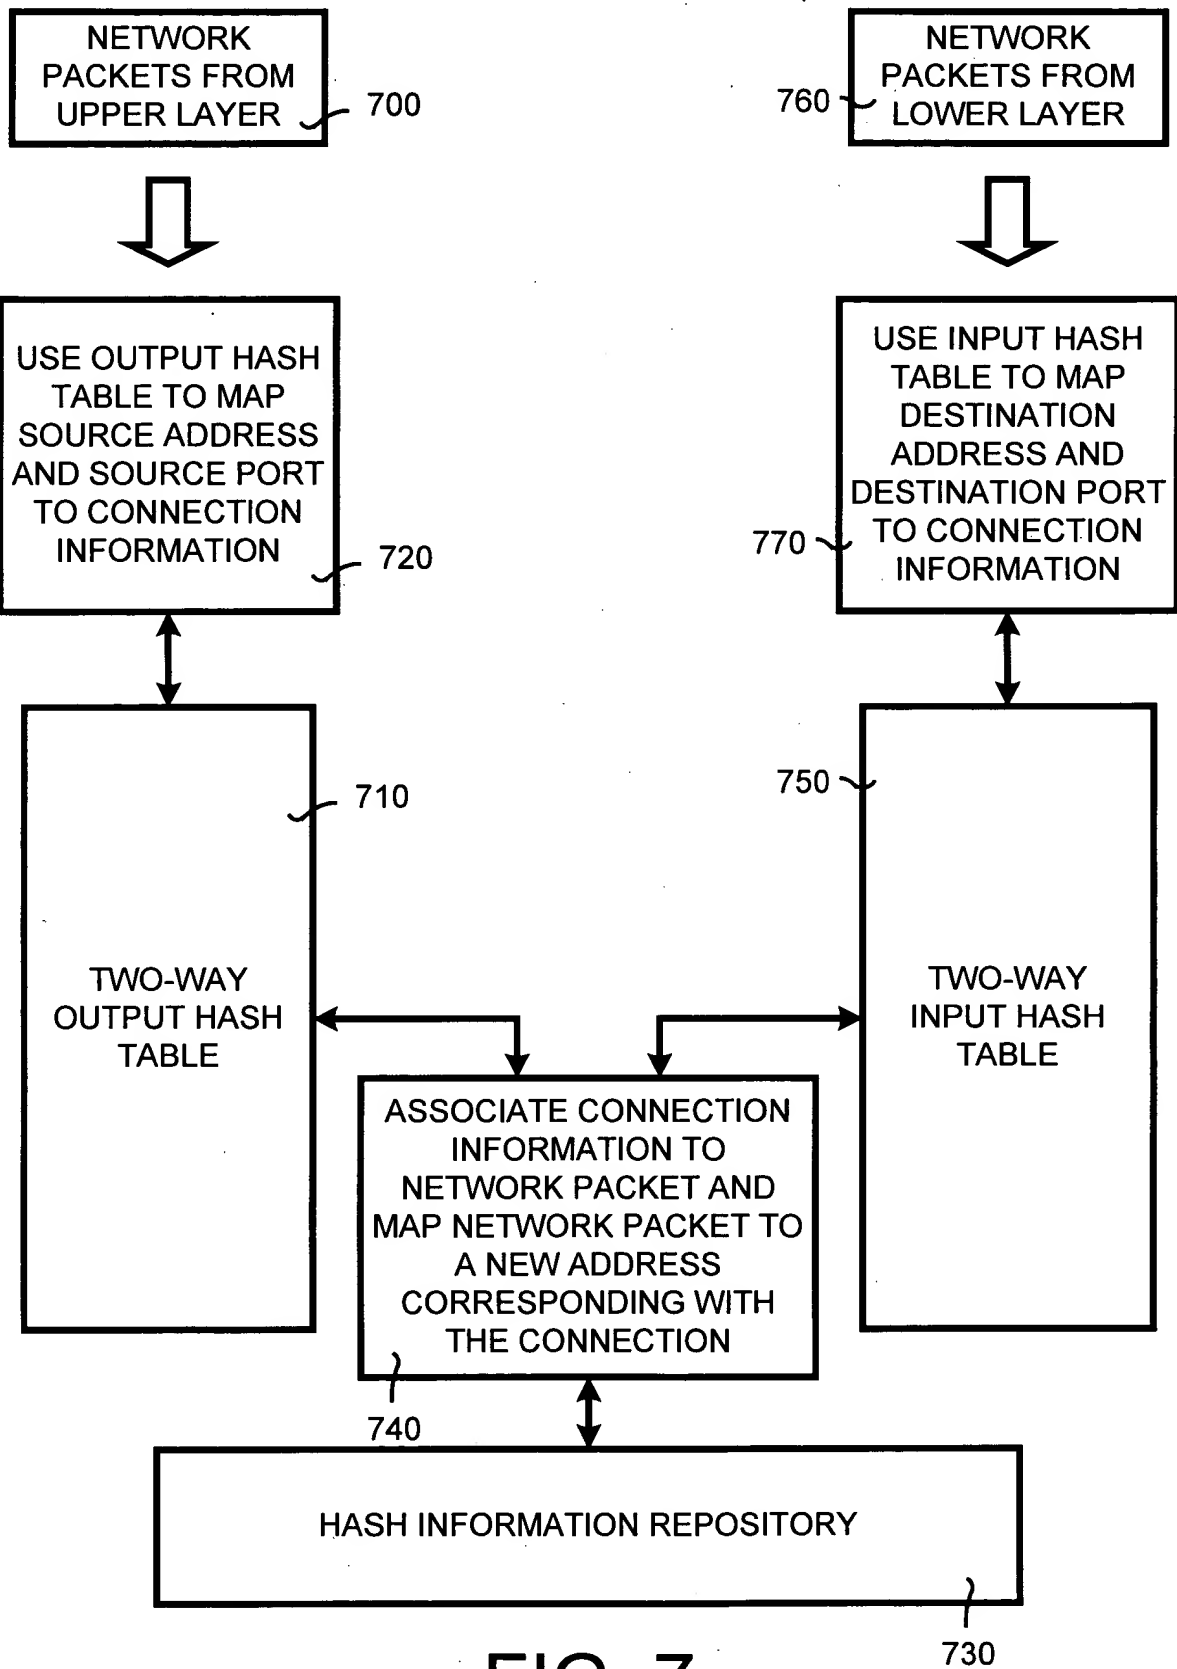 NETWORK
PACKETS FROM
UPPER LAYER
700
NETWORK
PACKETS FROM
LOWER LAYER
760
USE OUTPUT HASH
TABLE TO MAP
SOURCE ADDRESS
AND SOURCE PORT
TO CONNECTION
INFORMATION
720
USE INPUT HASH
TABLE TO MAP
DESTINATION
ADDRESS AND
DESTINATION PORT
TO CONNECTION
INFORMATION
770
710
TWO-WAY
OUTPUT HASH
TABLE
750
TWO-WAY
INPUT HASH
TABLE
ASSOCIATE CONNECTION
INFORMATION TO
NETWORK PACKET AND
MAP NETWORK PACKET TO
A NEW ADDRESS
CORRESPONDING WITH
THE CONNECTION
740
HASH INFORMATION REPOSITORY
730
FIG. 7